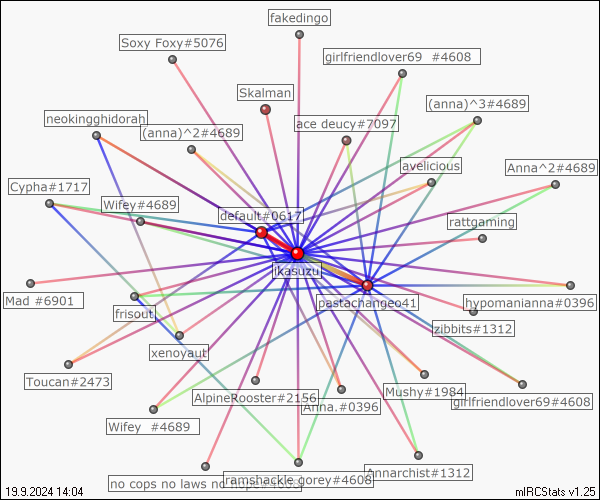 fakedingo
Soxy Foxy#5076
girlfriendlover69  #4608
Skalman
(anna)^3#4689
neokingghidorah
ace deucy#7097
(anna)^2#4689
avelicious
Anna^2#4689
Cypha#1717
Wifey#4689
default#0617
rattgaming
ikasuzu
Mad #6901
frisout
pastachangeo41
hypomanianna#0396
zibbits#1312
xenoyaut
Toucan#2473
AlpineRooster#2156
Mushy#1984
Anna.#0396
girlfriendlover69#4608
Wifey  #4689
Annarchist#1312
no cops no laws no hope#4608
ramshackle gorey#4608
19.9.2024 14:04
mIRCStats v1.25